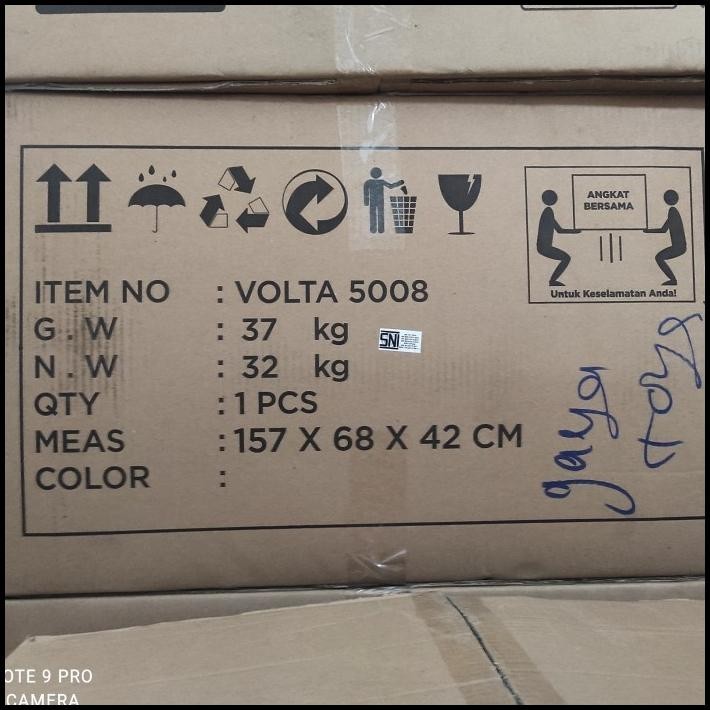 ANGKAT
BERSAMA
Untuk Keselamatan Anda!
ITEM NO : VOLTA 5008
G . W : 37 kg
SNI
N . W : 32 kg
QTY : 1 PCS
MEAS : 157 X 68 X 42 CM
COLOR :
gaya
toya
OTE 9 PRO
CAMERA